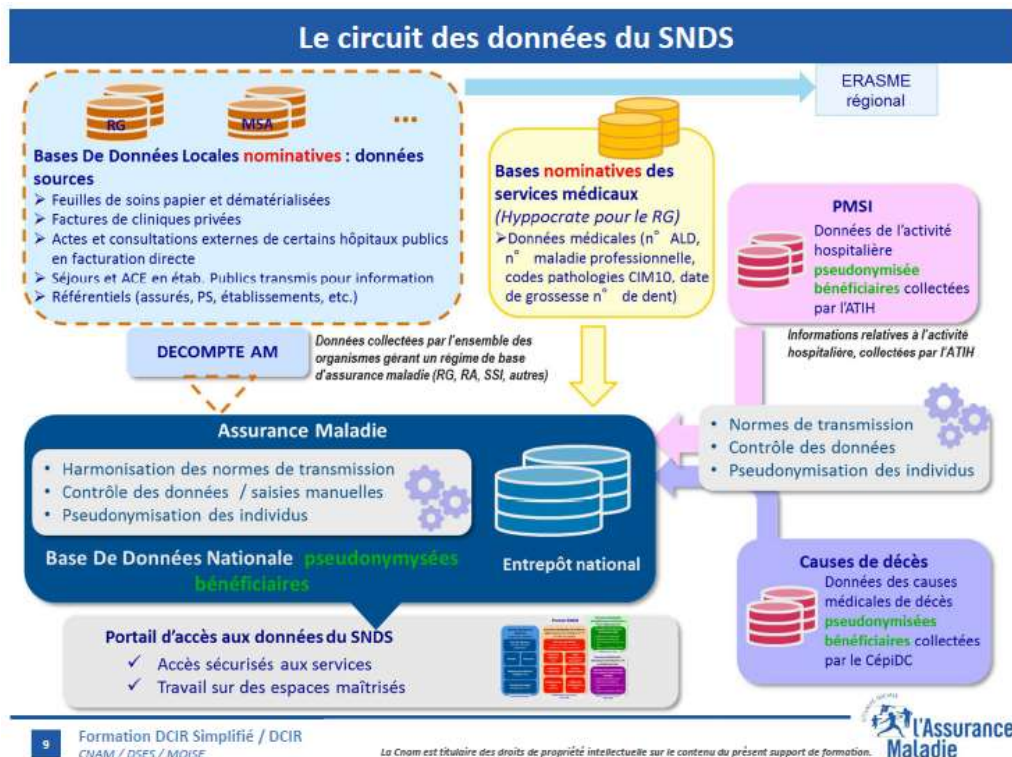 Le circuit des données du SNDS
RG
MSA
...
Bases De Données Locales nominatives : données
sources
➢ Feuilles de soins papier et dématérialisées
➢ Factures de cliniques privées
➢ Actes et consultations externes de certains hôpitaux publics
en facturation directe
➢ Séjours et ACE en étab. Publics transmis pour information
➢ Référentiels (assurés, PS, établissements, etc.)
ERASME
régional
Bases nominatives des
services médicaux
(Hyppocrate pour le RG)
➢Données médicales (n° ALD,
n° maladie professionnelle,
codes pathologies CIM10, date
de grossesse n° de dent)
PMSI
Données de l'activité
hospitalière
pseudonymisée
bénéficiaires collectées
par l'ATIH
DECOMPTE AM
Données collectées par l'ensemble des
organismes gérant un régime de base
d'assurance maladie (RG, RA, SSI, autres)
Informations relatives à l'activité
hospitalière, collectées par l'ATIH
Assurance Maladie
• Harmonisation des normes de transmission
• Contrôle des données / saisies manuelles
• Pseudonymisation des individus
Base De Données Nationale pseudonymysées
bénéficiaires
Entrepôt national
• Normes de transmission
• Contrôle des données
• Pseudonymisation des individus
Causes de décès
Données des causes
médicales de décès
pseudonymisées
bénéficiaires collectées
par le CépiDC
Portail d'accès aux données du SNDS
✓ Accès sécurisés aux services
✓ Travail sur des espaces maîtrisés
9
Formation DCIR Simplifié / DCIR
CNAM / DSES / MOISE
La Cnam est titulaire des droits de propriété intellectuelle sur le contenu du présent support de formation.
l'Assurance
Maladie